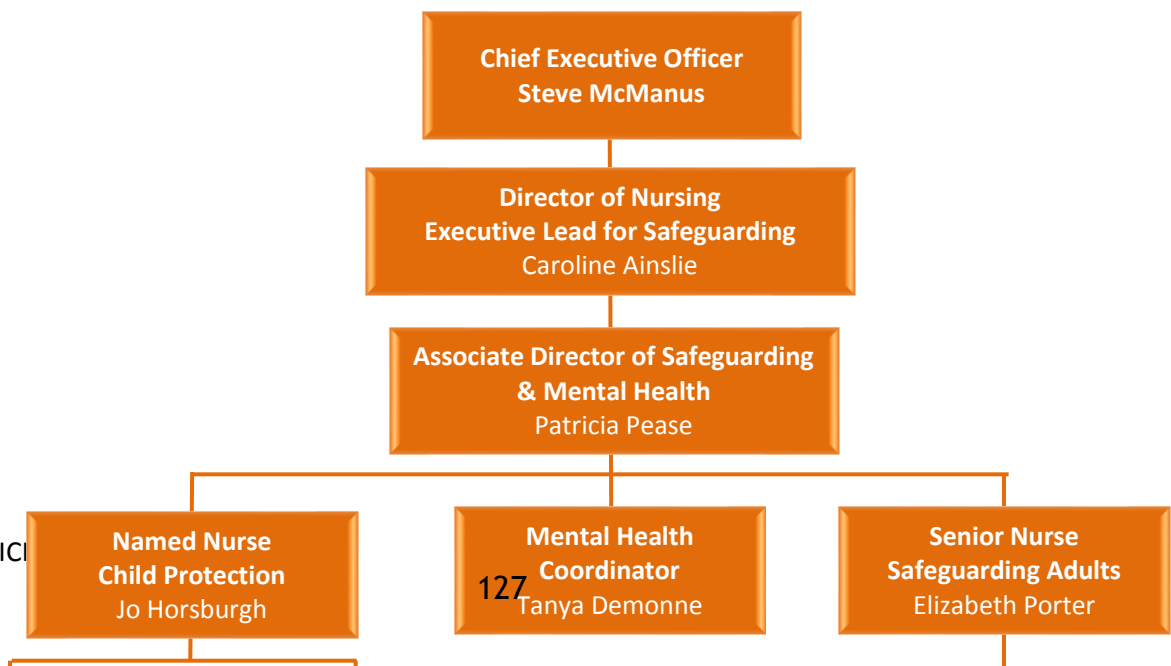 Chief Executive Officer
Steve McManus
Director of Nursing
Executive Lead for Safeguarding
Caroline Ainslie
Associate Director of Safeguarding
& Mental Health
Patricia Pease
Named Nurse
Child Protection
Jo Horsburgh
Mental Health
Coordinator
Tanya Demonne
127
Senior Nurse
Safeguarding Adults
Elizabeth Porter